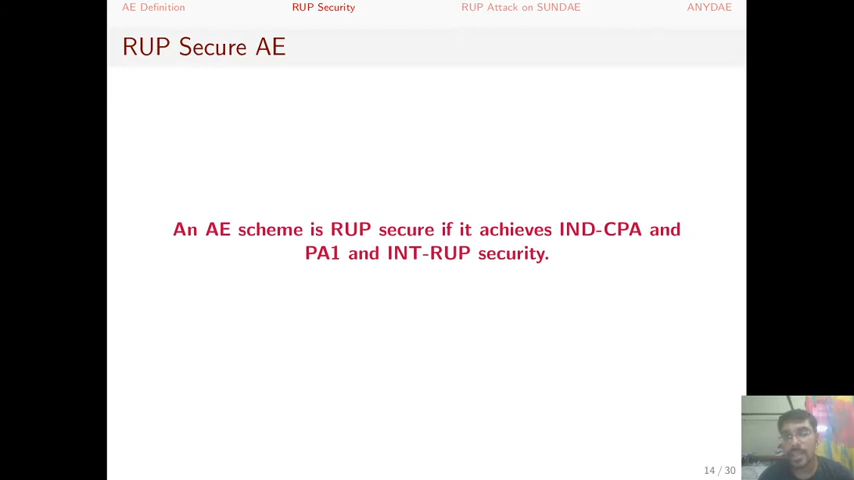 AE Definition RUP Security RUP Attack on SUNDAE ANYDAE
RUP Secure AE
An AE scheme is RUP secure if it achieves IND-CPA and
PA1 and INT-RUP security.
14 / 30